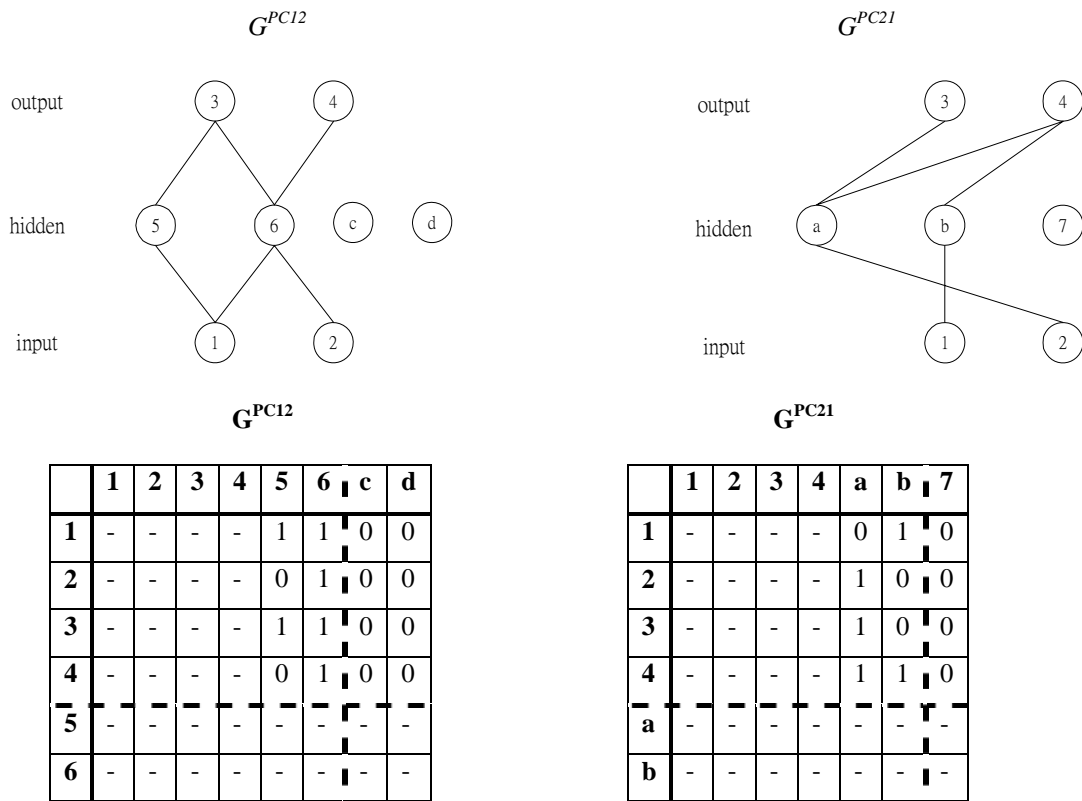 G^PC12 G^PC21
output 3 4 output 3 4
hidden 5 6 c d hidden a b 7
input 1 2 input 1 2
G^PC12 G^PC21
1 2 3 4 5 6 c d
1 - - - - 1 1 0 0
2 - - - - 0 1 0 0
3 - - - - 1 1 0 0
4 - - - - 0 1 0 0
5 - - - - - - - -
6 - - - - - - - -
1 2 3 4 a b 7
1 - - - - 0 1 0
2 - - - - 1 0 0
3 - - - - 1 0 0
4 - - - - 1 1 0
a - - - - - - -
b - - - - - - -